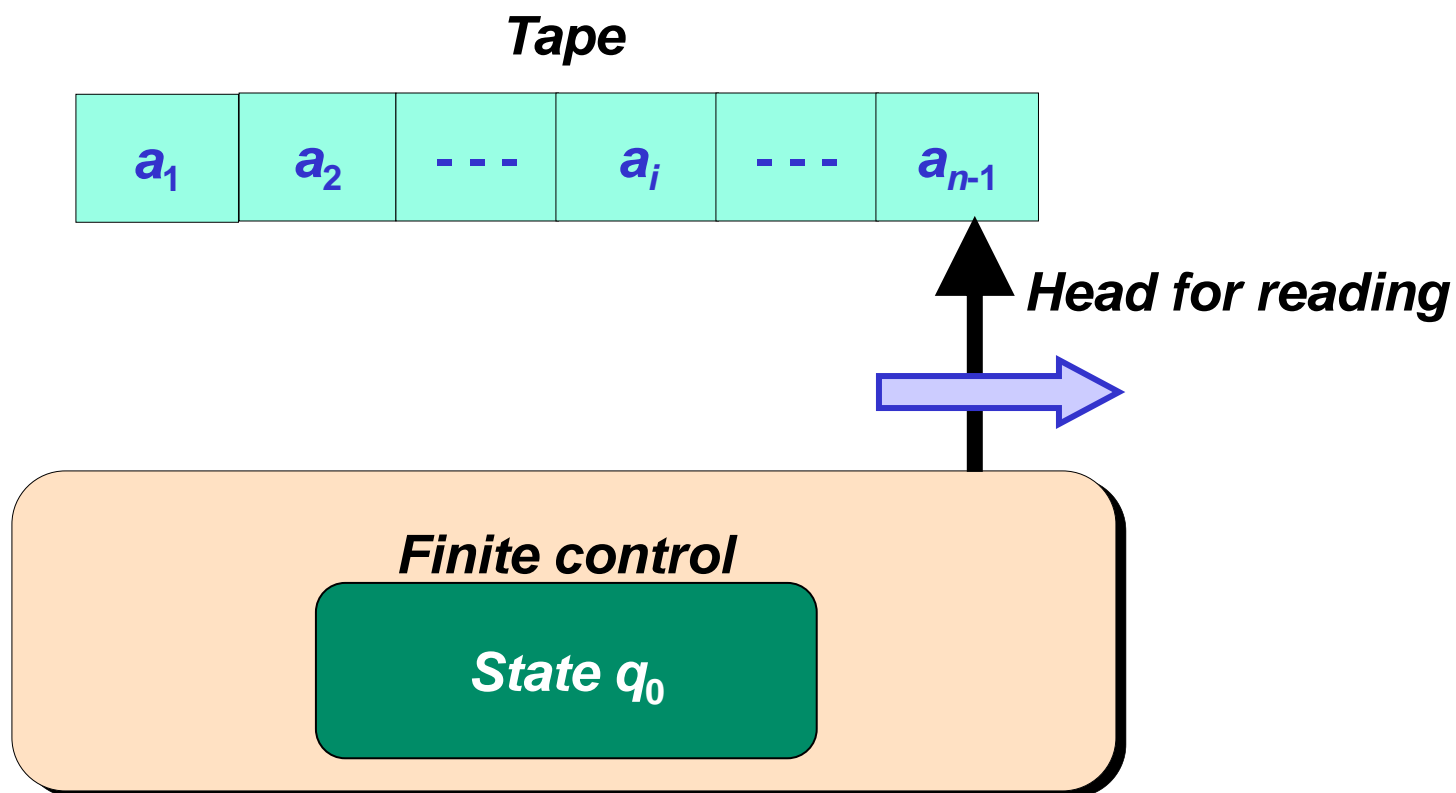 Tape
a₁ a₂ - - - aᵢ - - - aₙ₋₁
Head for reading
Finite control
State q₀